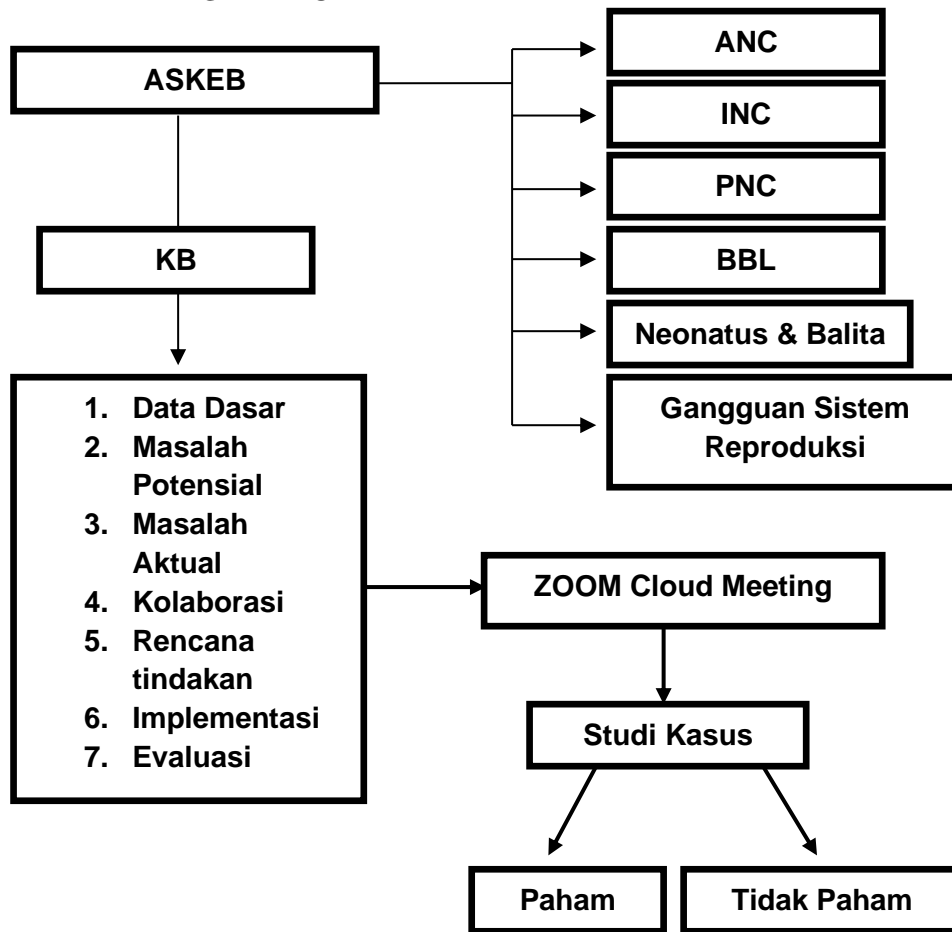 ASKEB
ANC
INC
PNC
BBL
Neonatus & Balita
Gangguan Sistem
Reproduksi
KB
1. Data Dasar
2. Masalah
Potensial
3. Masalah
Aktual
4. Kolaborasi
5. Rencana
tindakan
6. Implementasi
7. Evaluasi
ZOOM Cloud Meeting
Studi Kasus
Paham
Tidak Paham